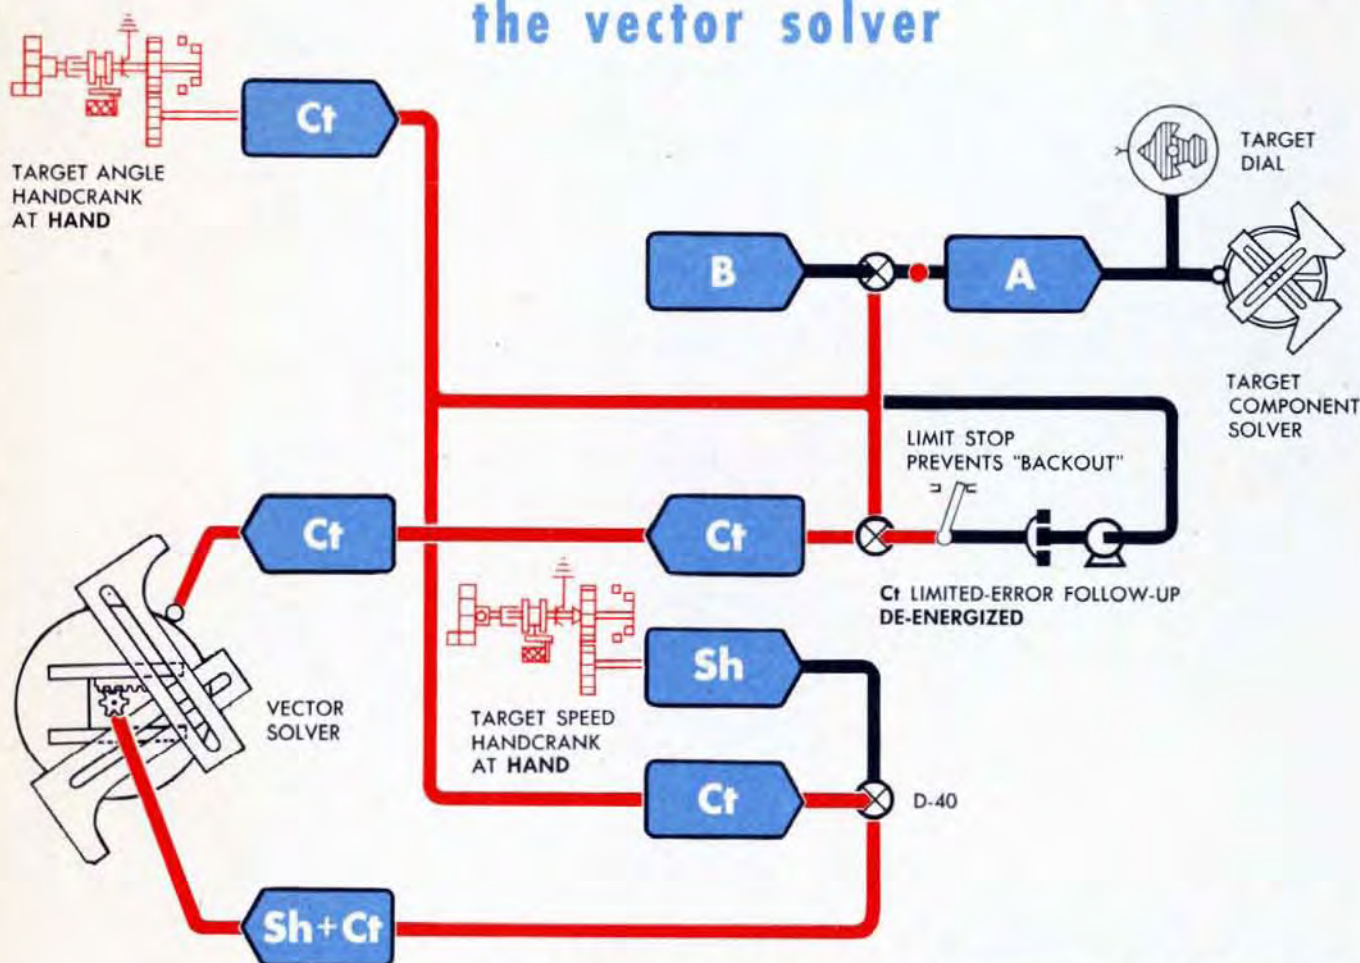 the vector solver
Ct
TARGET ANGLE
HANDCRANK
AT HAND
TARGET
DIAL
B
A
TARGET
COMPONENT
SOLVER
LIMIT STOP
PREVENTS "BACKOUT"
Ct
Ct
Ct LIMITED-ERROR FOLLOW-UP
DE-ENERGIZED
Sh
VECTOR
SOLVER
TARGET SPEED
HANDCRANK
AT HAND
Ct
D-40
Sh+Ct